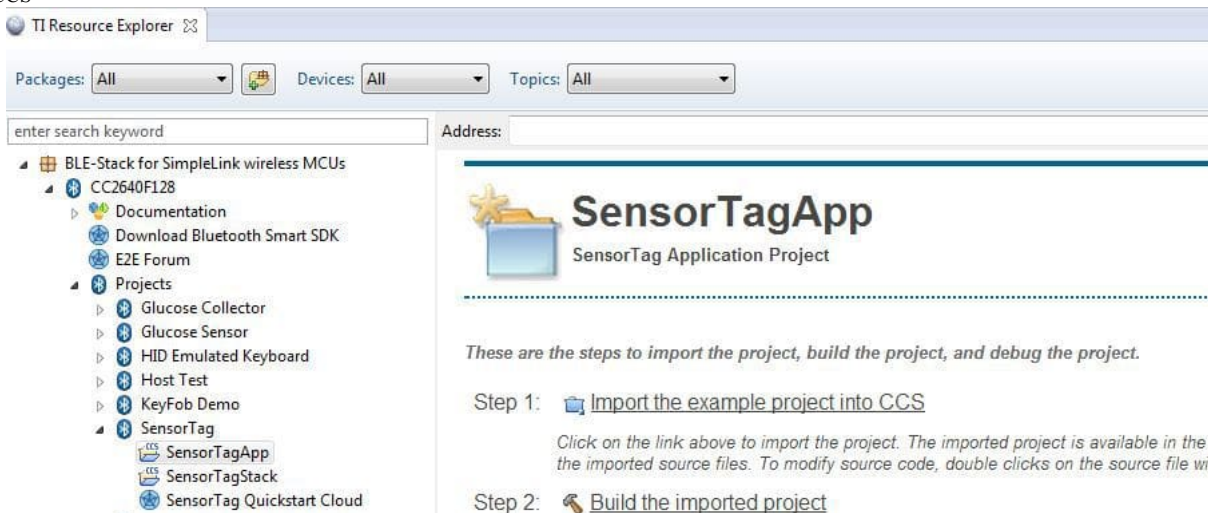 CCS
TI Resource Explorer
Packages: All Devices: All Topics: All
enter search keyword
Address:
BLE-Stack for SimpleLink wireless MCUs
CC2640F128
Documentation
Download Bluetooth Smart SDK
E2E Forum
Projects
Glucose Collector
Glucose Sensor
HID Emulated Keyboard
Host Test
KeyFob Demo
SensorTag
SensorTagApp
SensorTagStack
SensorTag Quickstart Cloud
SensorTagApp
SensorTag Application Project
These are the steps to import the project, build the project, and debug the project.
Step 1: Import the example project into CCS
Click on the link above to import the project. The imported project is available in the
the imported source files. To modify source code, double clicks on the source file wi
Step 2: Build the imported project